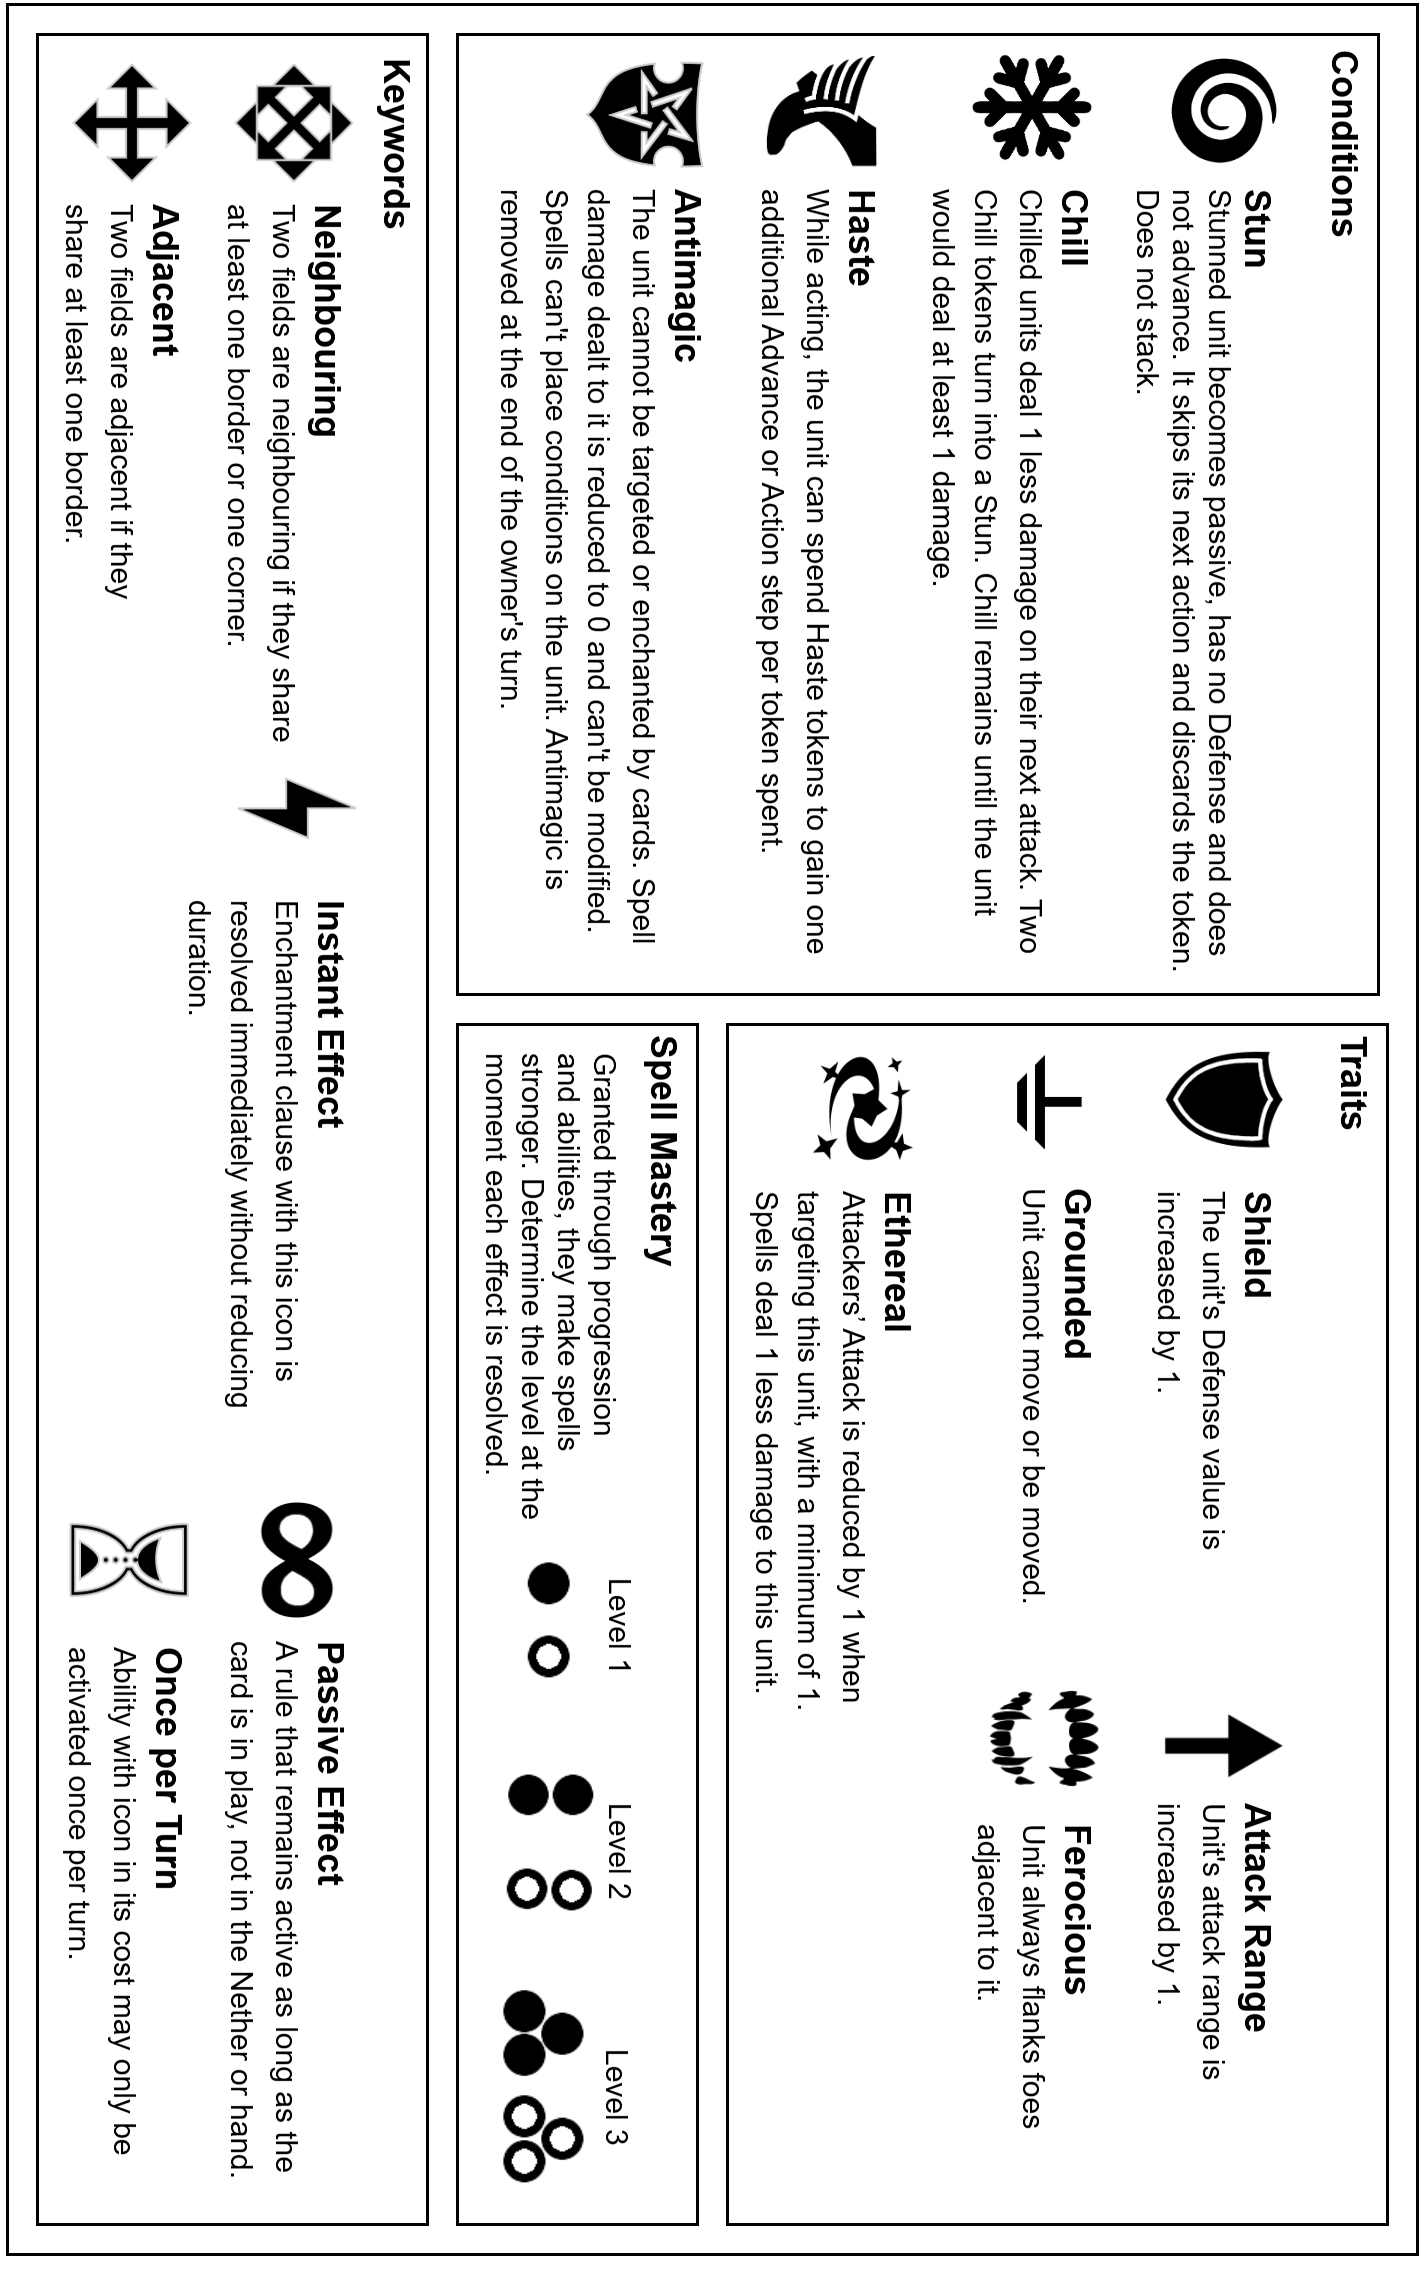 Conditions
Stun
Stunned unit becomes passive, has no Defense and does
not advance. It skips its next action and discards the token.
Does not stack.
Chill
Chilled units deal 1 less damage on their next attack. Two
Chill tokens turn into a Stun. Chill remains until the unit
would deal at least 1 damage.
Haste
While acting, the unit can spend Haste tokens to gain one
additional Advance or Action step per token spent.
Antimagic
The unit cannot be targeted or enchanted by cards. Spell
damage dealt to it is reduced to 0 and can't be modified.
Spells can't place conditions on the unit. Antimagic is
removed at the end of the owner's turn.
Traits
Shield
The unit's Defense value is
increased by 1.
Attack Range
Unit's attack range is
increased by 1.
Grounded
Unit cannot move or be moved.
Ferocious
Unit always flanks foes
adjacent to it.
Ethereal
Attackers’ Attack is reduced by 1 when
targeting this unit, with a minimum of 1.
Spells deal 1 less damage to this unit.
Spell Mastery
Granted through progression
and abilities, they make spells
stronger. Determine the level at the
moment each effect is resolved.
Level 1
Level 2
Level 3
Keywords
Neighbouring
Two fields are neighbouring if they share
at least one border or one corner.
Adjacent
Two fields are adjacent if they
share at least one border.
Instant Effect
Enchantment clause with this icon is
resolved immediately without reducing
duration.
Passive Effect
A rule that remains active as long as the
card is in play, not in the Nether or hand.
Once per Turn
Ability with icon in its cost may only be
activated once per turn.